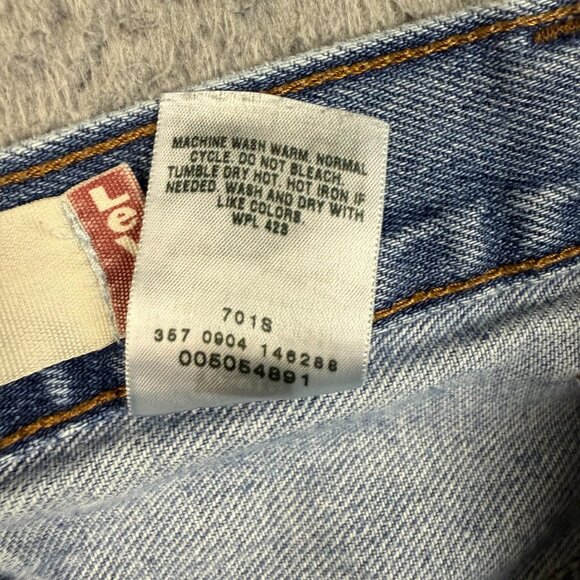 MACHINE WASH WARM, NORMAL
CYCLE, DO NOT BLEACH,
TUMBLE DRY HOT, HOT IRON IF
NEEDED. WASH AND DRY WITH
LIKE COLORS.
WPL 423
701S
357 0904 146288
005054891
Le
v